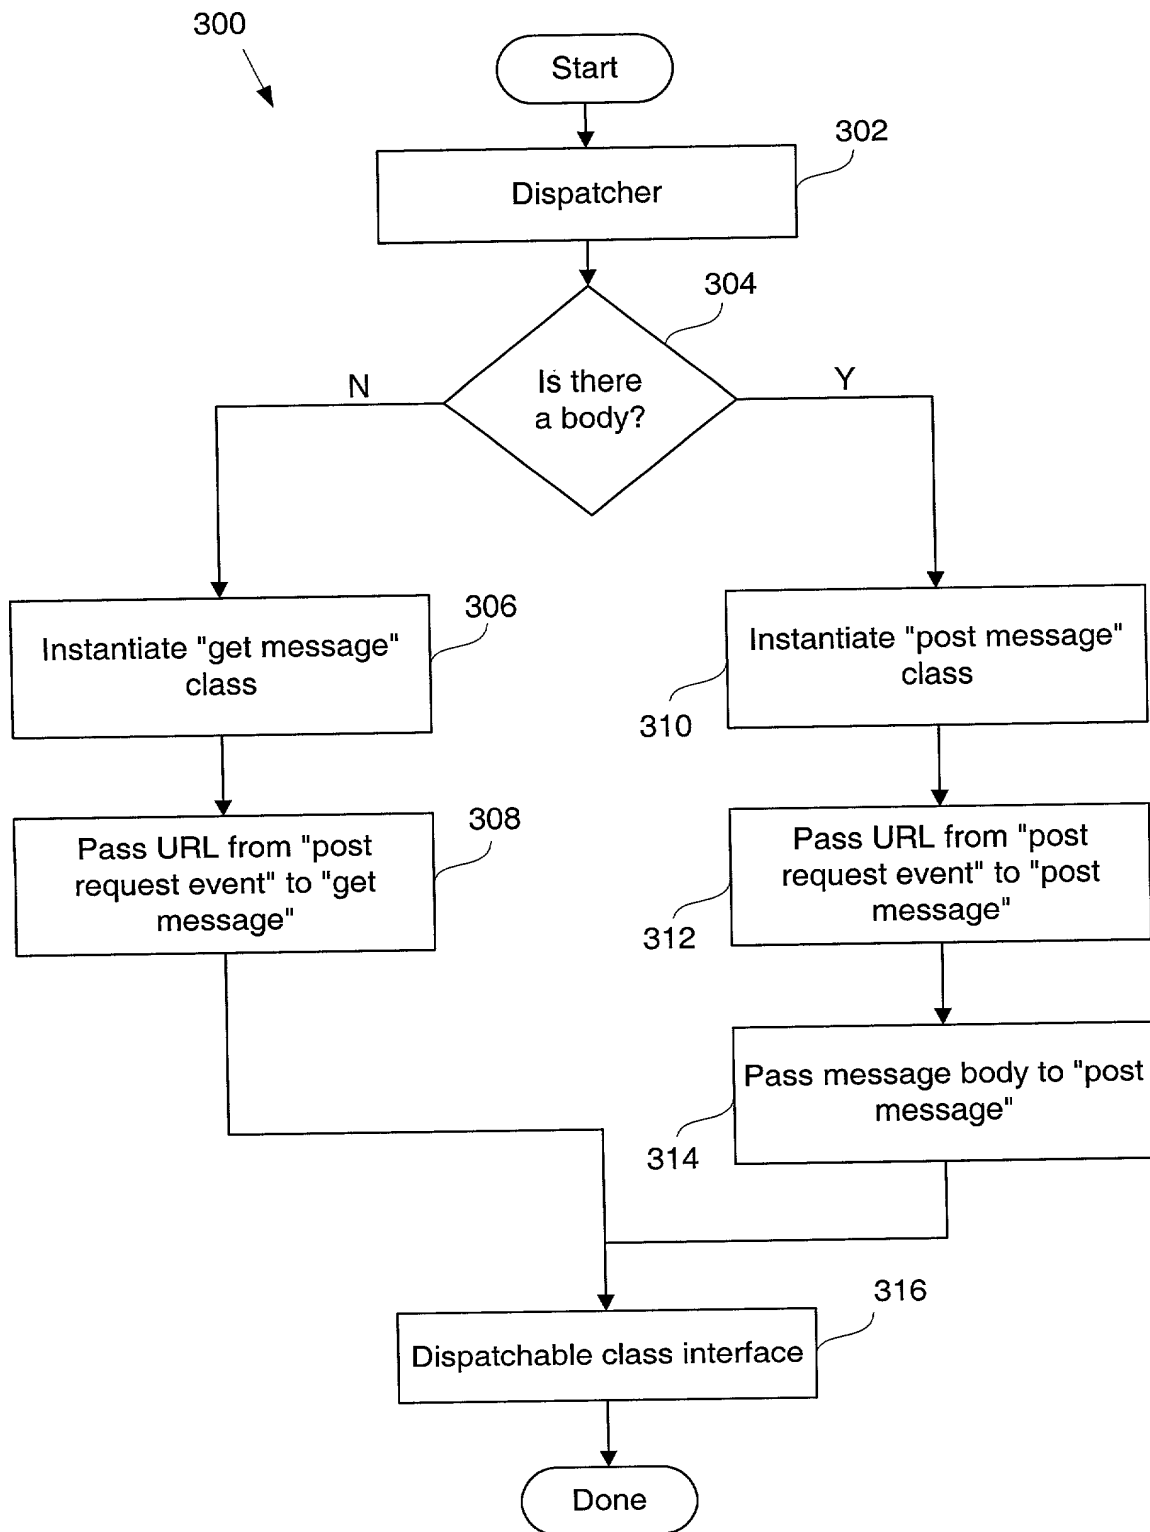 300
Start
302
Dispatcher
304
Is there
a body?
N
Y
306
Instantiate "get message"
class
Instantiate "post message"
class
310
308
Pass URL from "post
request event" to "get
message"
Pass URL from "post
request event" to "post
message"
312
Pass message body to "post
message"
314
316
Dispatchable class interface
Done